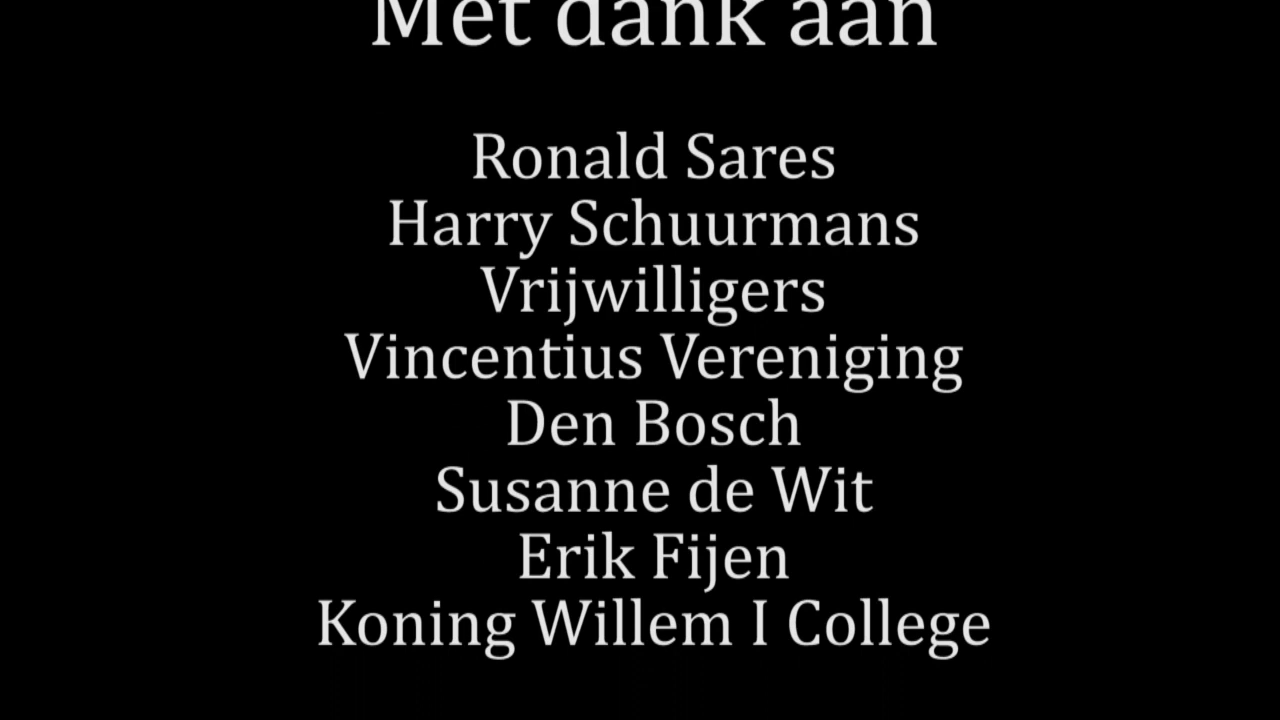 Met dank aan
Ronald Sares
Harry Schuurmans
Vrijwilligers
Vincentius Vereniging
Den Bosch
Susanne de Wit
Erik Fijen
Koning Willem I College